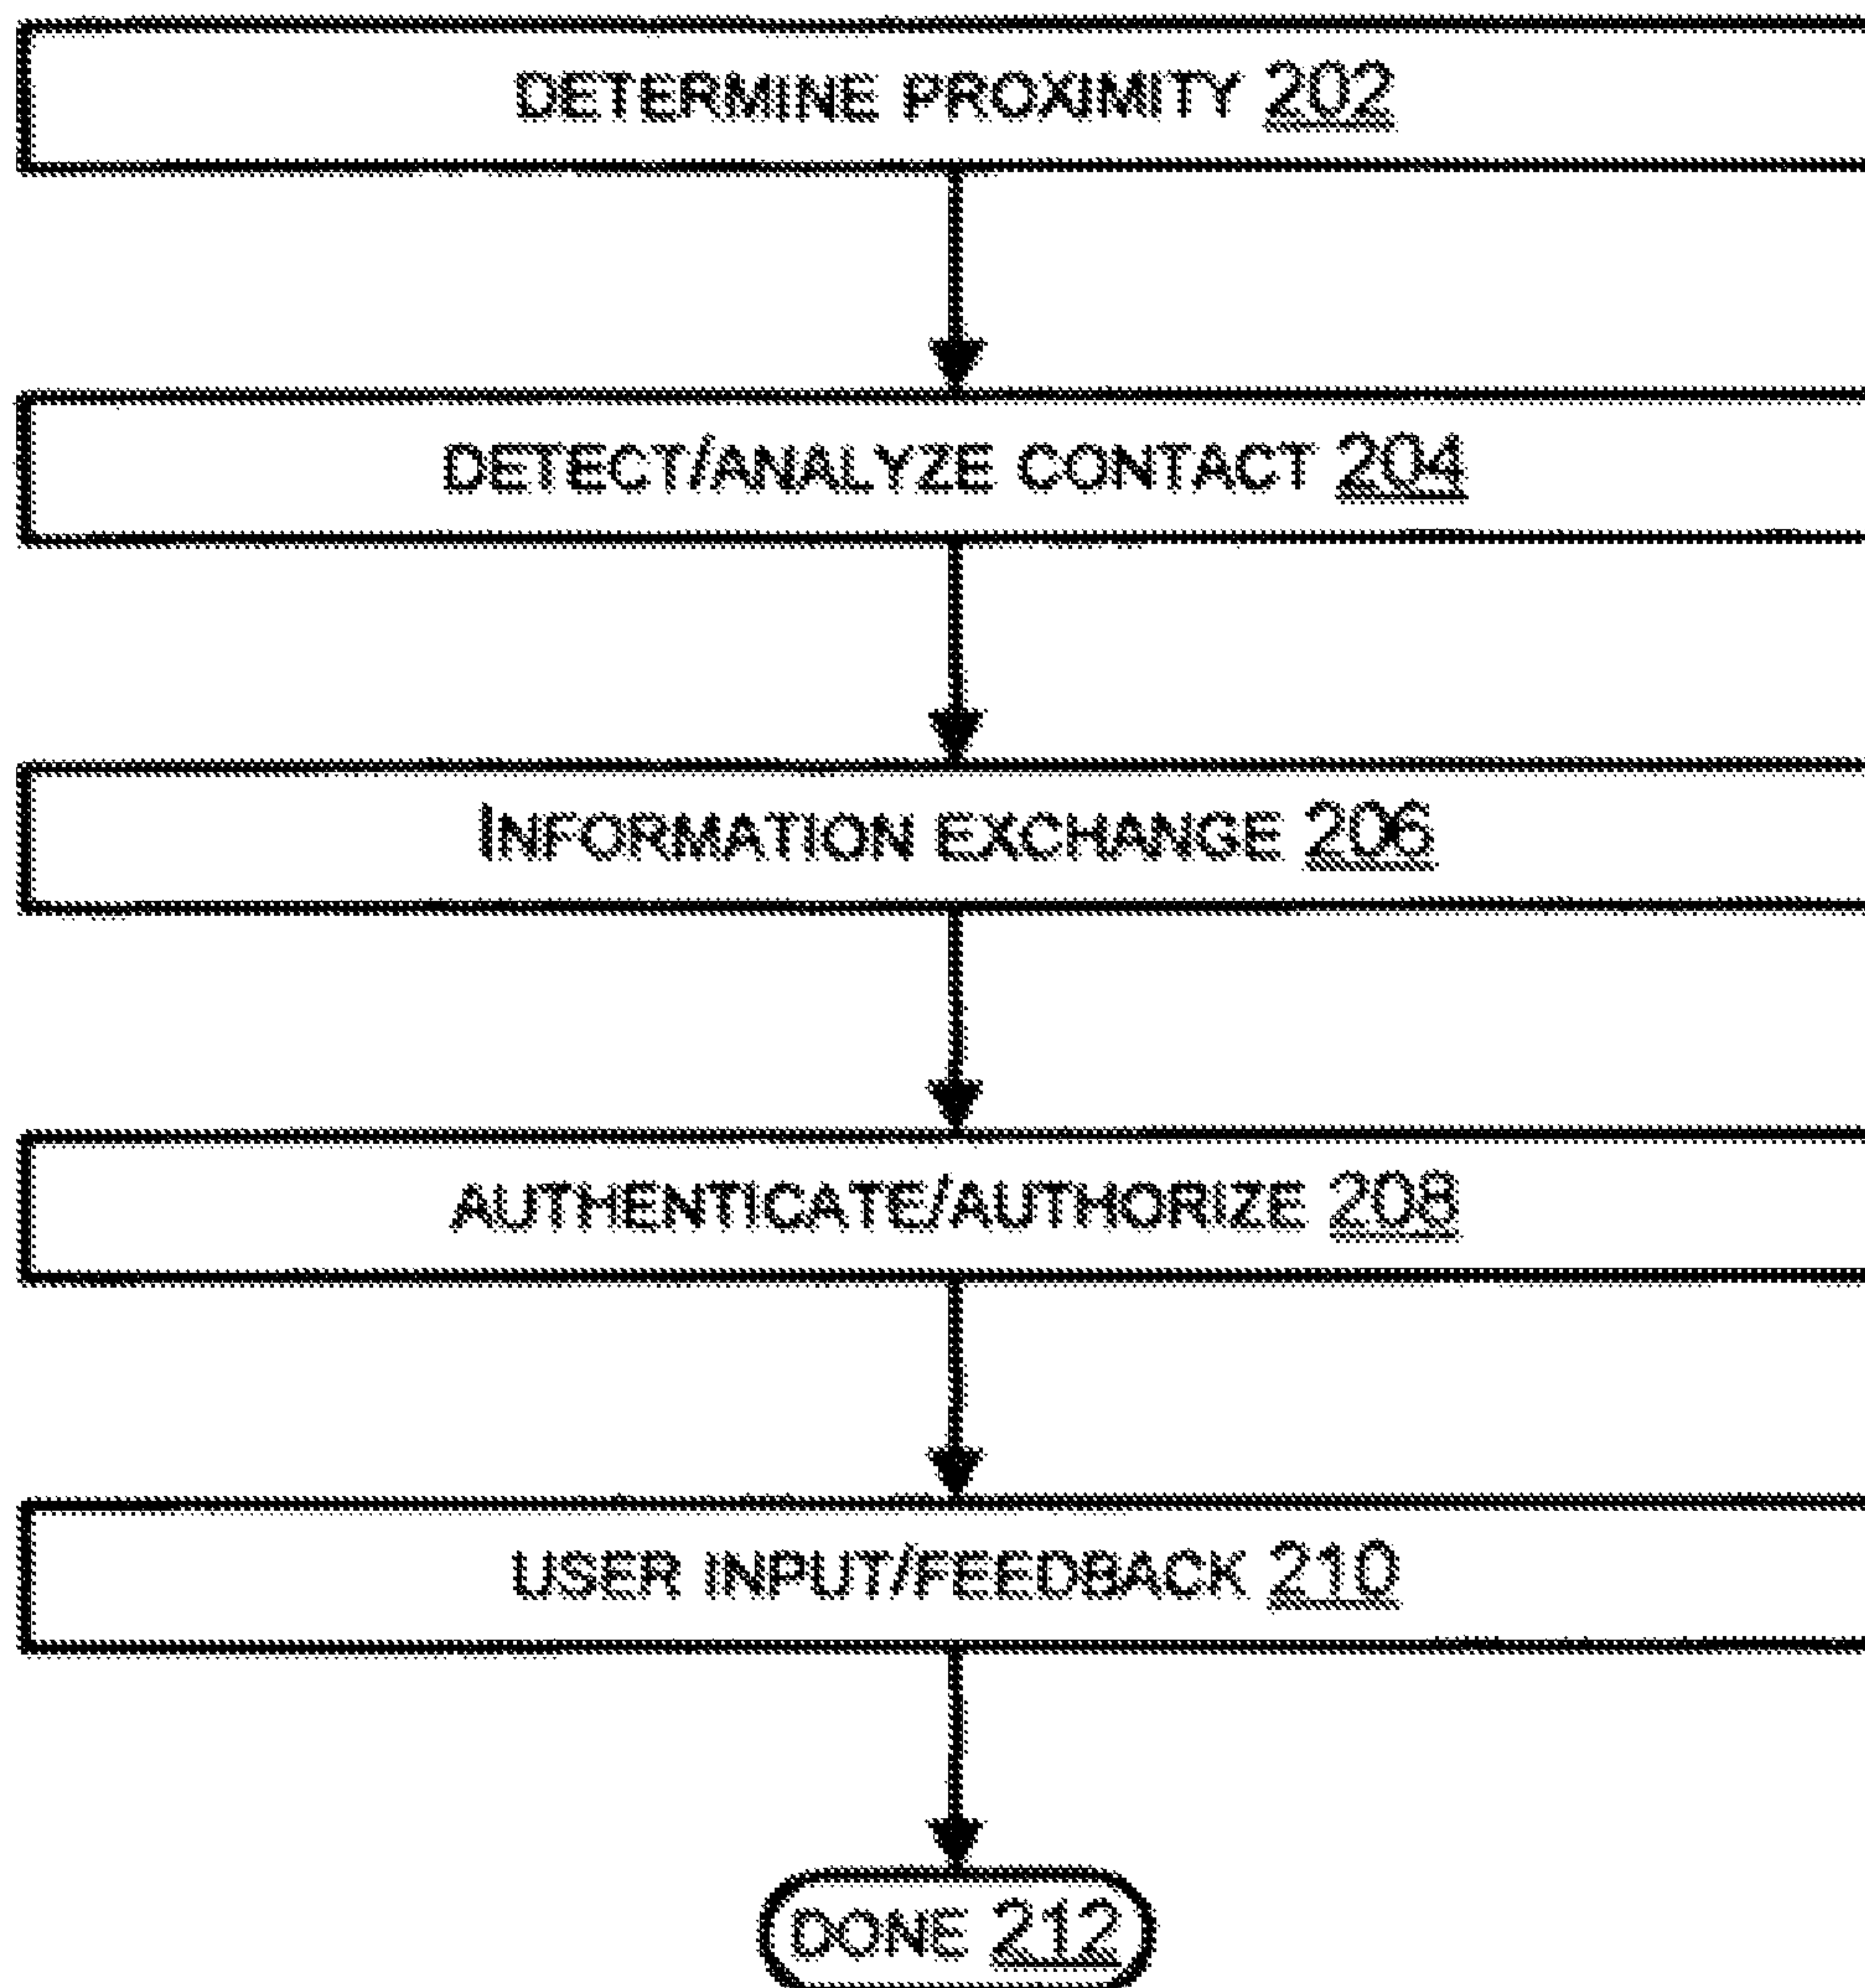 DETERMINE PROXIMITY 202
DETECT/ANALYZE CONTACT 204
INFORMATION EXCHANGE 206
AUTHENTICATE/AUTHORIZE 208
USER INPUT/FEEDBACK 210
DONE 212